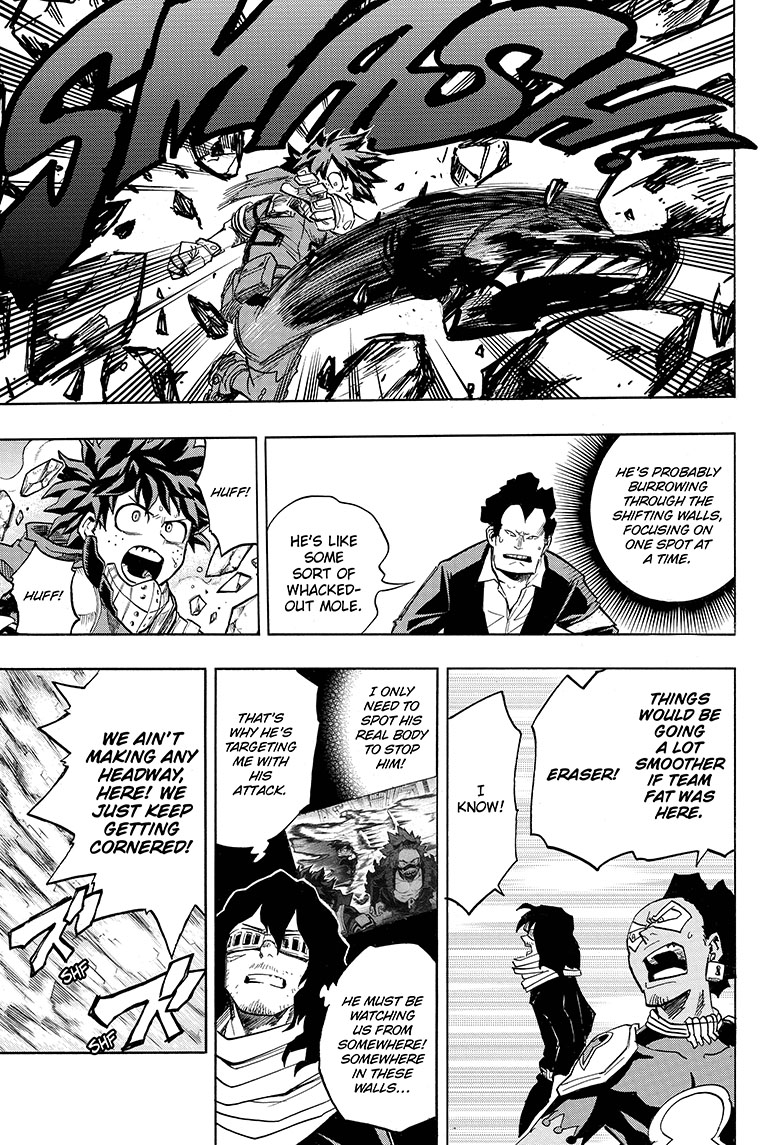 SMASH!
HE'S PROBABLY
BURROWING
THROUGH THE
SHIFTING WALLS,
FOCUSING ON
ONE SPOT AT
A TIME.
HE'S LIKE
SOME
SORT OF
WHACKED-
OUT MOLE.
HUFF!
HUFF!
THINGS
WOULD BE
GOING
A LOT
SMOOTHER
IF TEAM
FAT WAS
HERE.
ERASER!
I
KNOW!
I ONLY
NEED TO
SPOT HIS
REAL BODY
TO STOP
HIM!
THAT'S
WHY HE'S
TARGETING
ME WITH
HIS
ATTACK.
HE MUST BE
WATCHING
US FROM
SOMEWHERE!
SOMEWHERE
IN THESE
WALLS...
WE AIN'T
MAKING ANY
HEADWAY,
HERE! WE
JUST KEEP
GETTING
CORNERED!
ズ
SHF
ズ
SHF